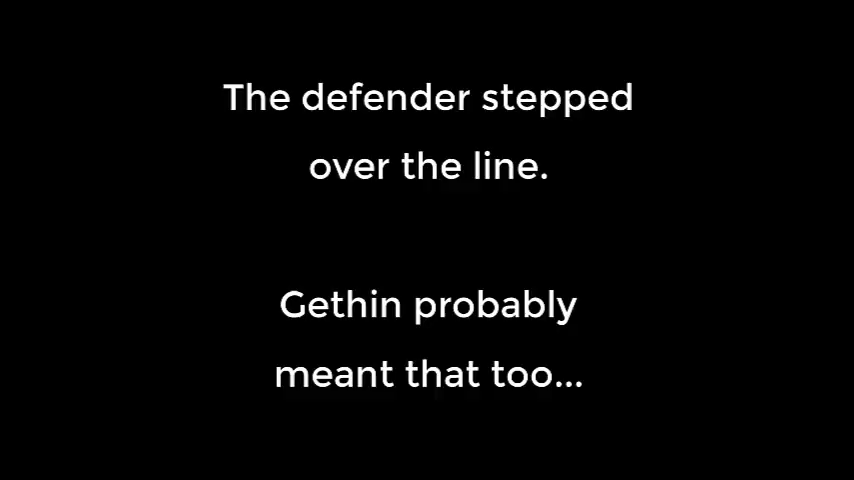 The defender stepped
over the line.
Gethin probably
meant that too...